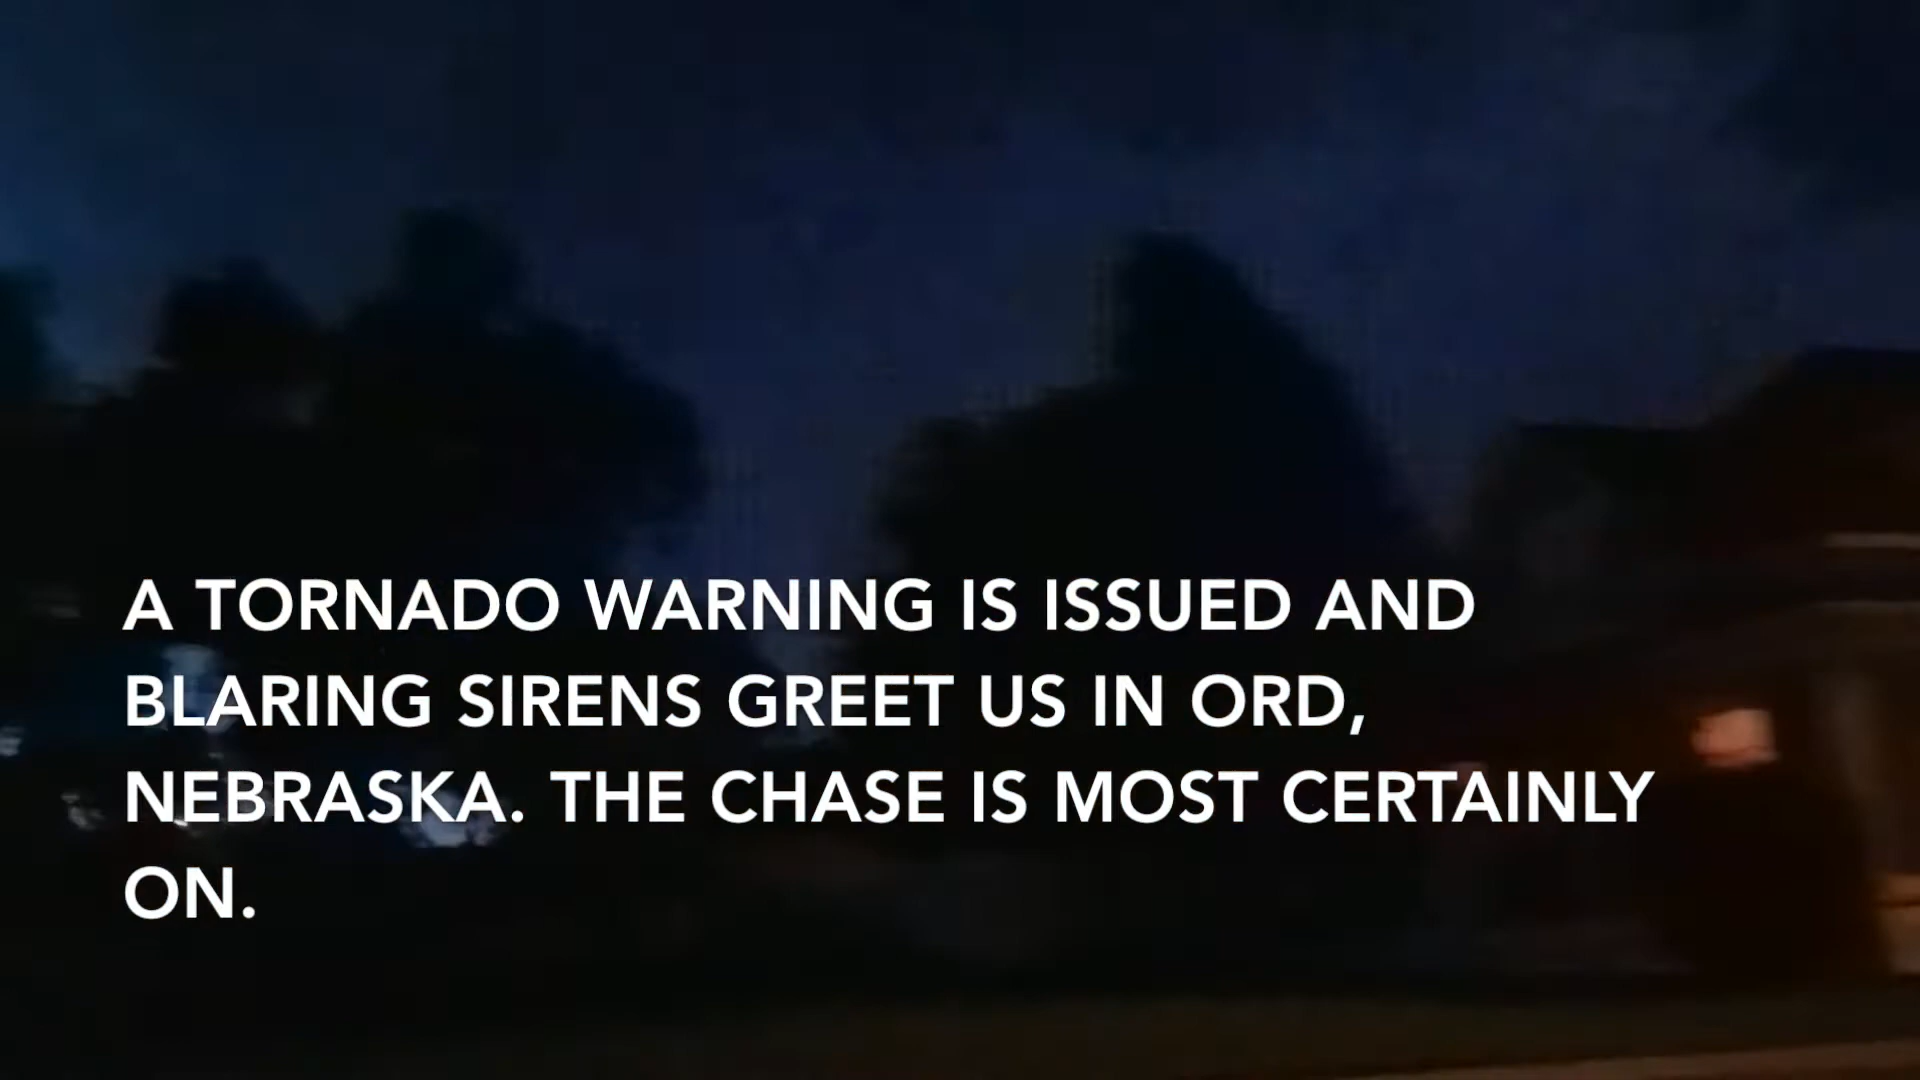 A TORNADO WARNING IS ISSUED AND
BLARING SIRENS GREET US IN ORD,
NEBRASKA. THE CHASE IS MOST CERTAINLY
ON.